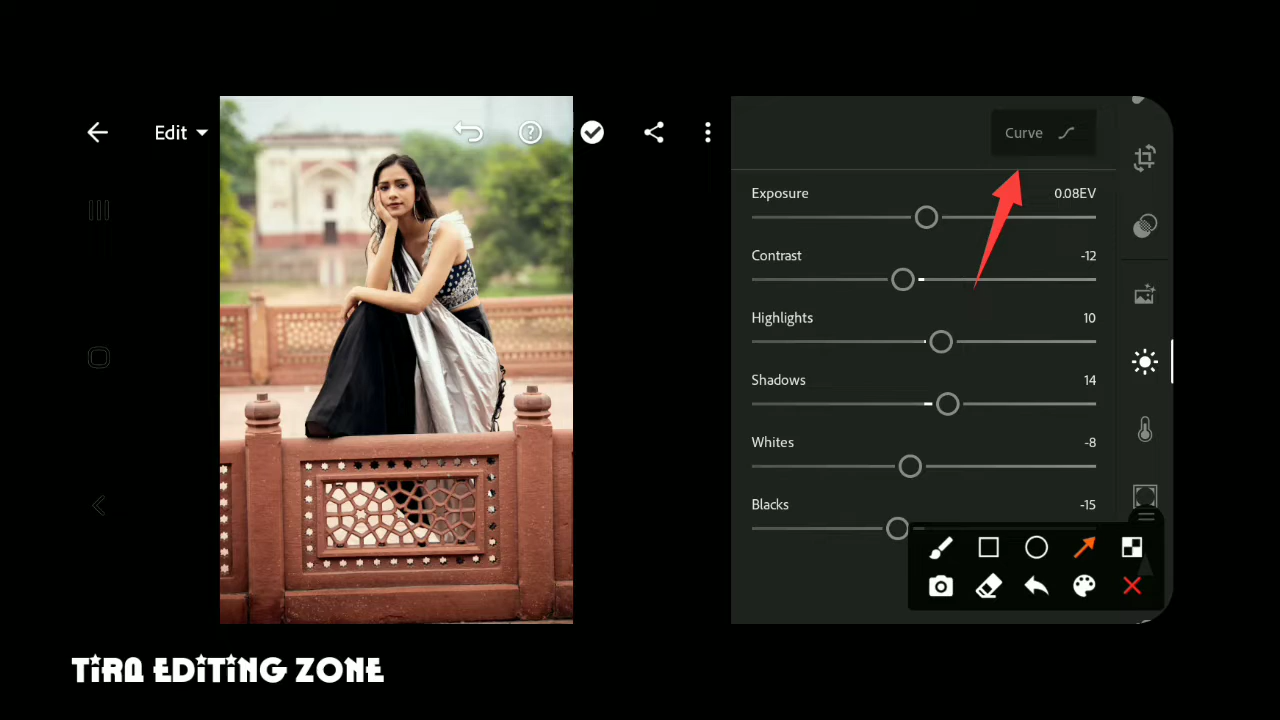 Edit
Curve
Exposure
0.08EV
Contrast
-12
Highlights
10
Shadows
14
Whites
-8
Blacks
-15
TiRA EDiTiNG ZONE